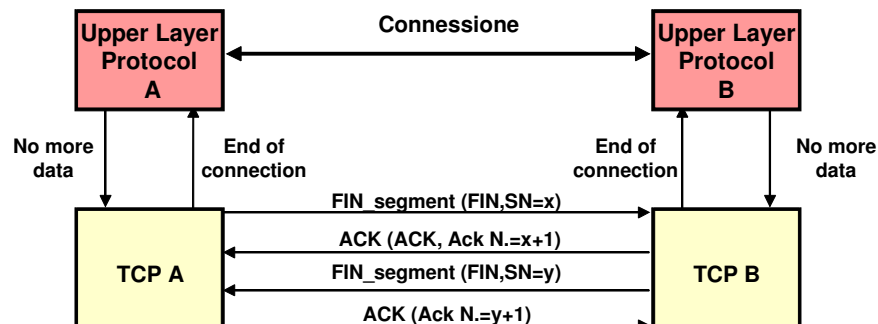 Connessione
Upper Layer
Protocol
A
Upper Layer
Protocol
B
No more
data
End of
connection
End of
connection
No more
data
FIN_segment (FIN,SN=x)
ACK (ACK, Ack N.=x+1)
TCP A
FIN_segment (FIN,SN=y)
TCP B
ACK (Ack N.=y+1)